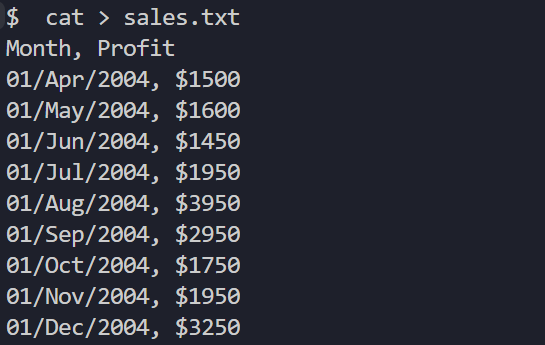 $  cat > sales.txt
Month, Profit
01/Apr/2004, $1500
01/May/2004, $1600
01/Jun/2004, $1450
01/Jul/2004, $1950
01/Aug/2004, $3950
01/Sep/2004, $2950
01/Oct/2004, $1750
01/Nov/2004, $1950
01/Dec/2004, $3250